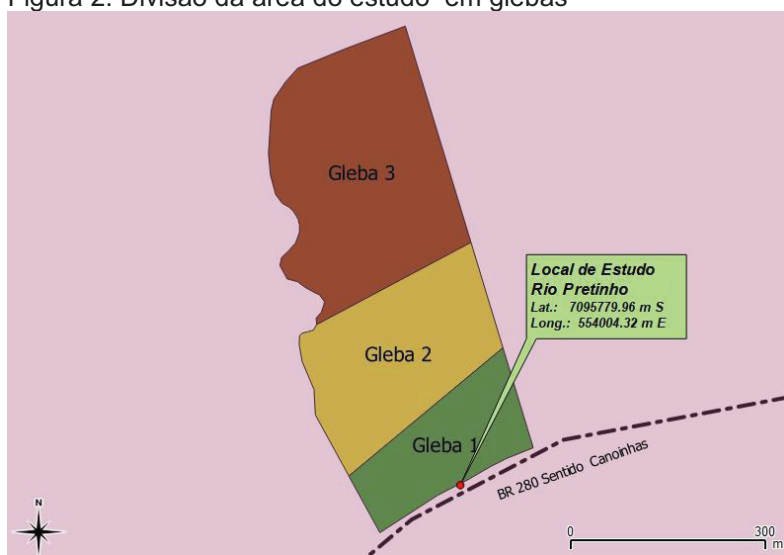 Figura 2: Divisão da área do estudo em glebas
Gleba 3
Local de Estudo
Rio Pretinho
Lat.: 7095779.96 m S
Long.: 554004.32 m E
Gleba 2
Gleba 1
BR 280 Sentido Canoinhas
N
0 300
m